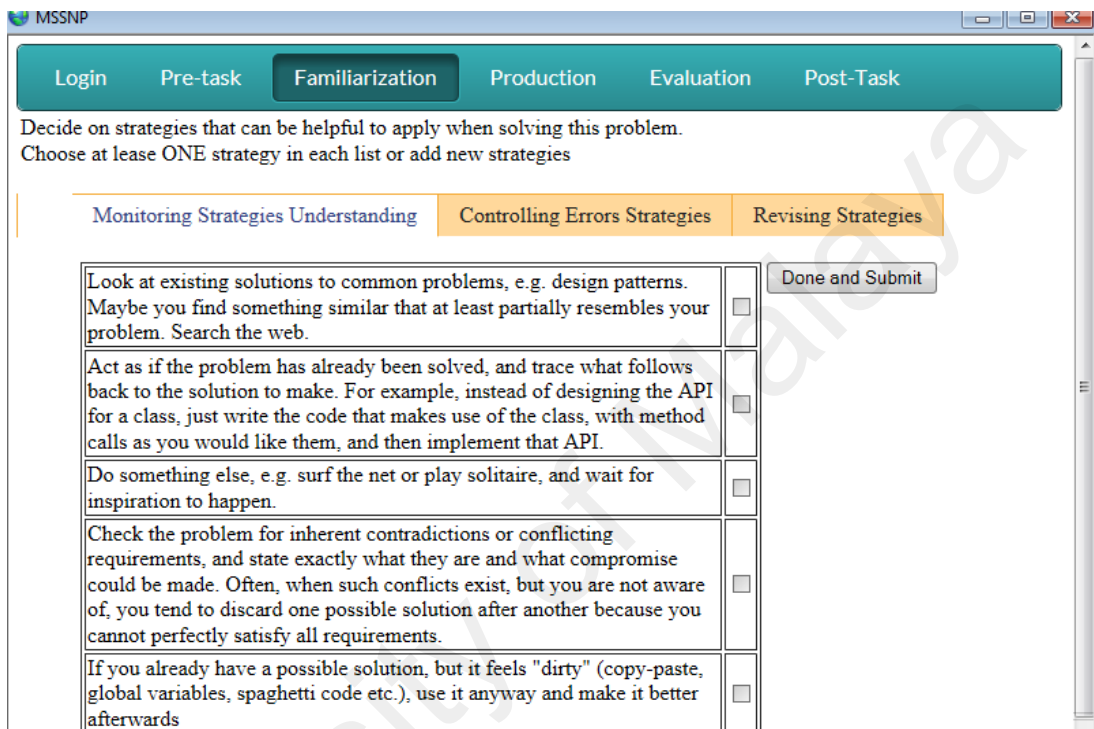 MSSNP
Login Pre-task Familiarization Production Evaluation Post-Task
Decide on strategies that can be helpful to apply when solving this problem.
Choose at lease ONE strategy in each list or add new strategies
Monitoring Strategies Understanding Controlling Errors Strategies Revising Strategies
Look at existing solutions to common problems, e.g. design patterns.
Maybe you find something similar that at least partially resembles your
problem. Search the web.
Done and Submit
Act as if the problem has already been solved, and trace what follows
back to the solution to make. For example, instead of designing the API
for a class, just write the code that makes use of the class, with method
calls as you would like them, and then implement that API.
Do something else, e.g. surf the net or play solitaire, and wait for
inspiration to happen.
Check the problem for inherent contradictions or conflicting
requirements, and state exactly what they are and what compromise
could be made. Often, when such conflicts exist, but you are not aware
of, you tend to discard one possible solution after another because you
cannot perfectly satisfy all requirements.
If you already have a possible solution, but it feels "dirty" (copy-paste,
global variables, spaghetti code etc.), use it anyway and make it better
afterwards
sity of Malaya